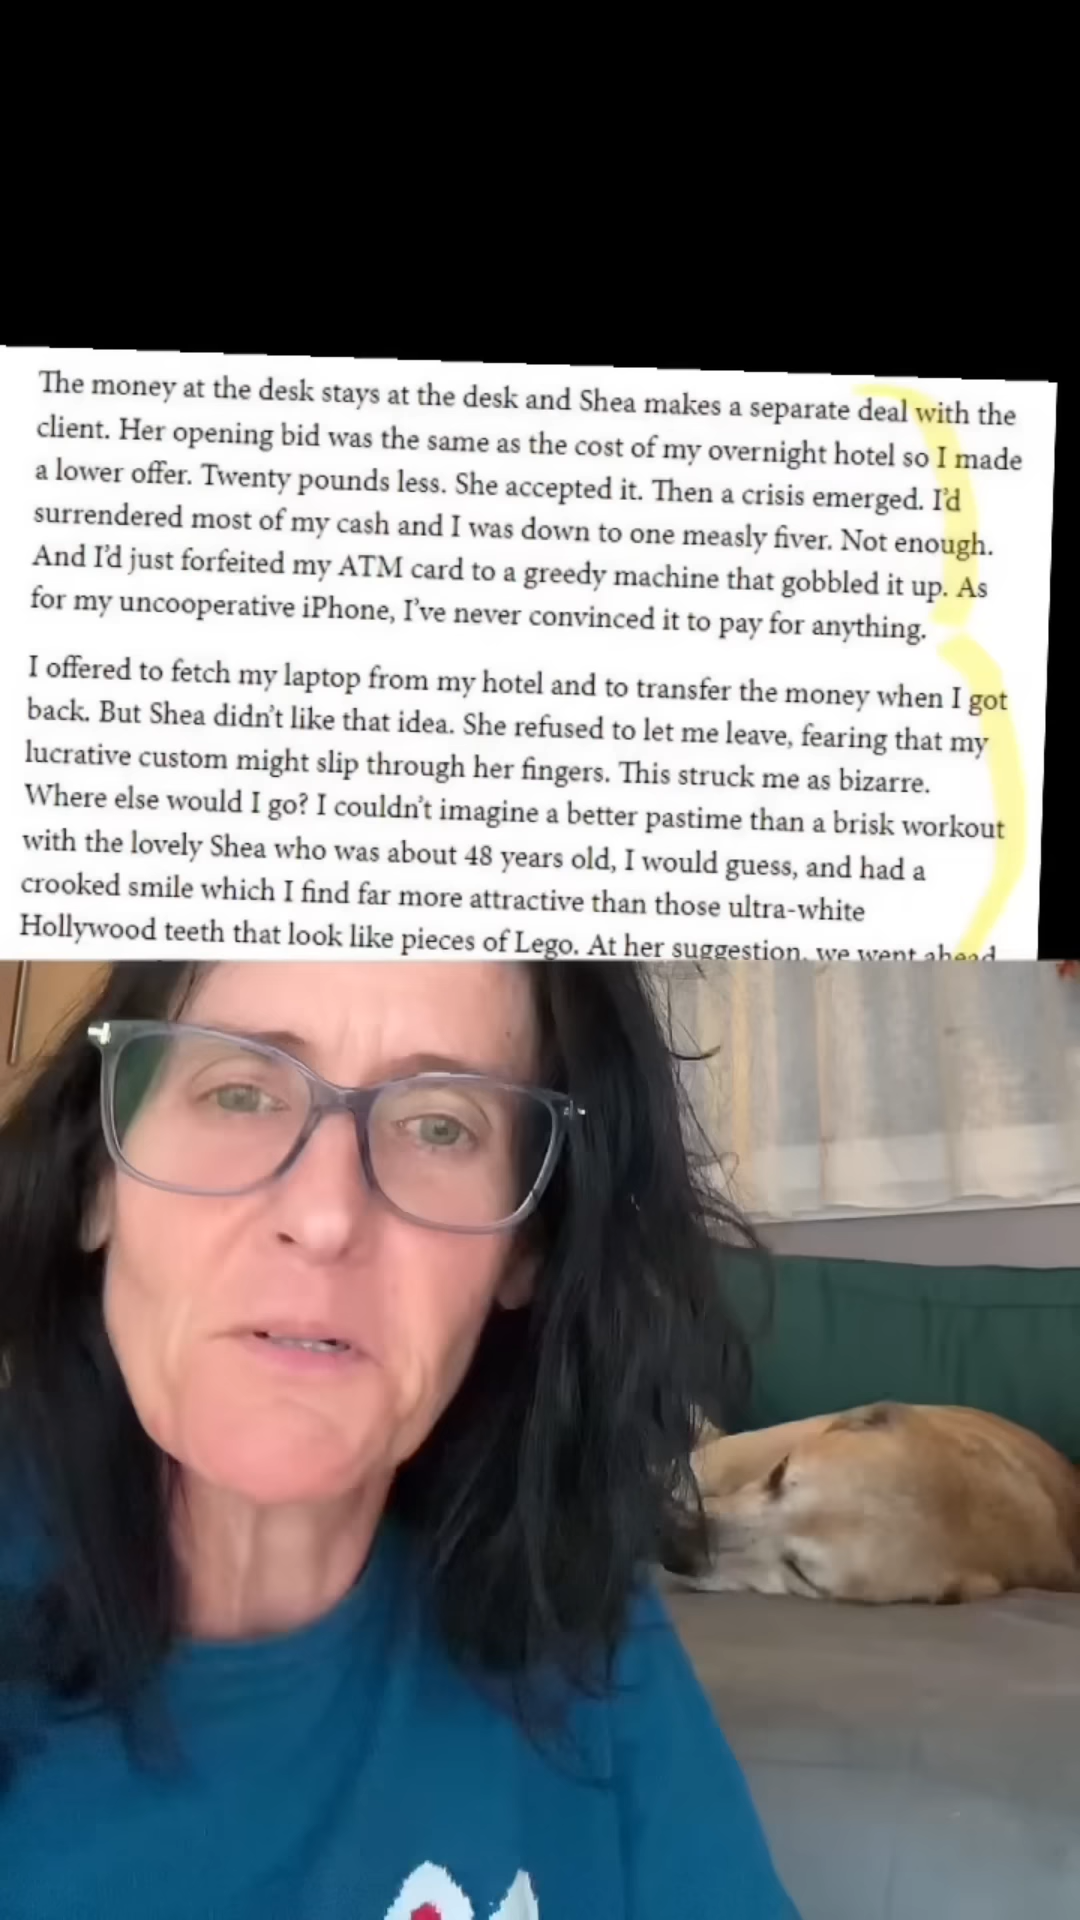 The money at the desk stays at the desk and Shea makes a separate deal with the
client. Her opening bid was the same as the cost of my overnight hotel so I made
a lower offer. Twenty pounds less. She accepted it. Then a crisis emerged. I’d
surrendered most of my cash and I was down to one measly fiver. Not enough.
And I’d just forfeited my ATM card to a greedy machine that gobbled it up. As
for my uncooperative iPhone, I’ve never convinced it to pay for anything.
I offered to fetch my laptop from my hotel and to transfer the money when I got
back. But Shea didn’t like that idea. She refused to let me leave, fearing that my
lucrative custom might slip through her fingers. This struck me as bizarre.
Where else would I go? I couldn’t imagine a better pastime than a brisk workout
with the lovely Shea who was about 48 years old, I would guess, and had a
crooked smile which I find far more attractive than those ultra-white
Hollywood teeth that look like pieces of Lego. At her suggestion, we went ahead